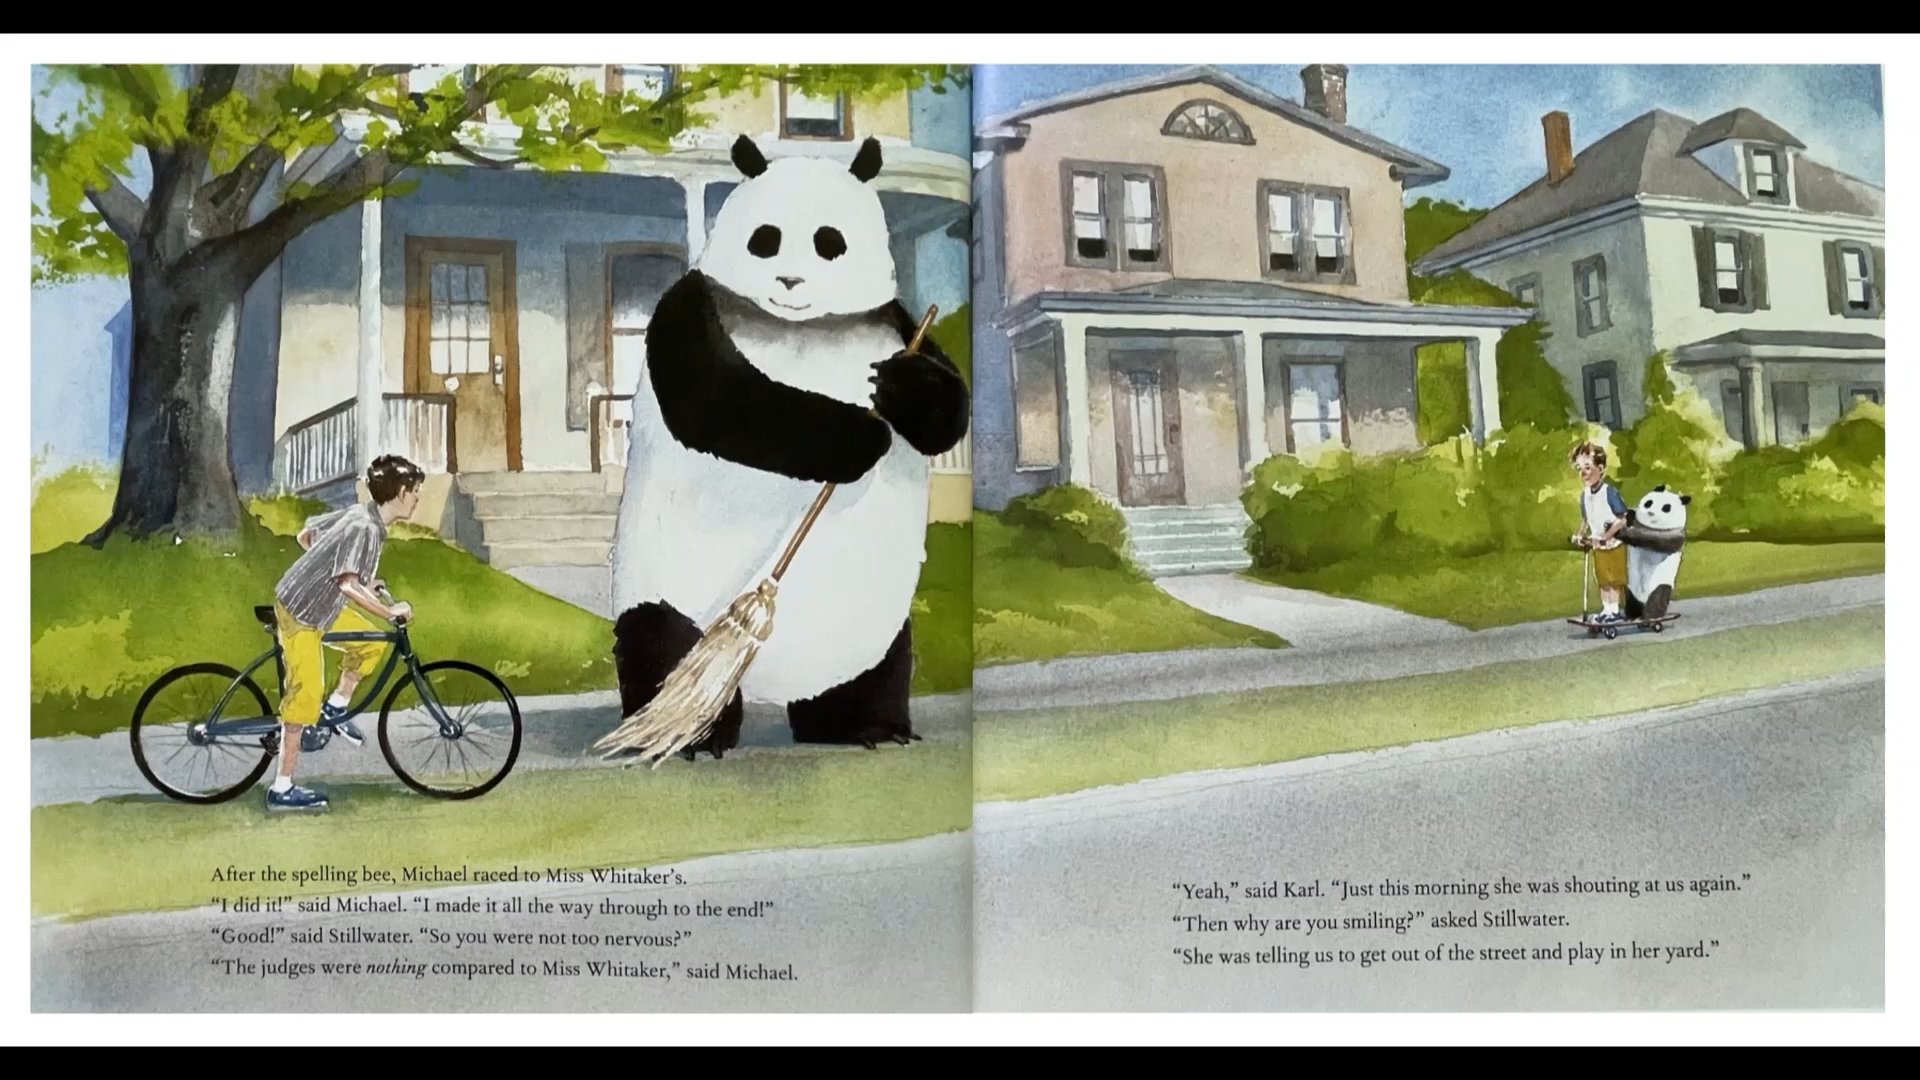 After the spelling bee, Michael raced to Miss Whitaker’s.
“I did it!” said Michael. “I made it all the way through to the end!”
“Good!” said Stillwater. “So you were not too nervous?”
“The judges were nothing compared to Miss Whitaker,” said Michael.
“Yeah,” said Karl. “Just this morning she was shouting at us again.”
“Then why are you smiling?” asked Stillwater.
“She was telling us to get out of the street and play in her yard.”